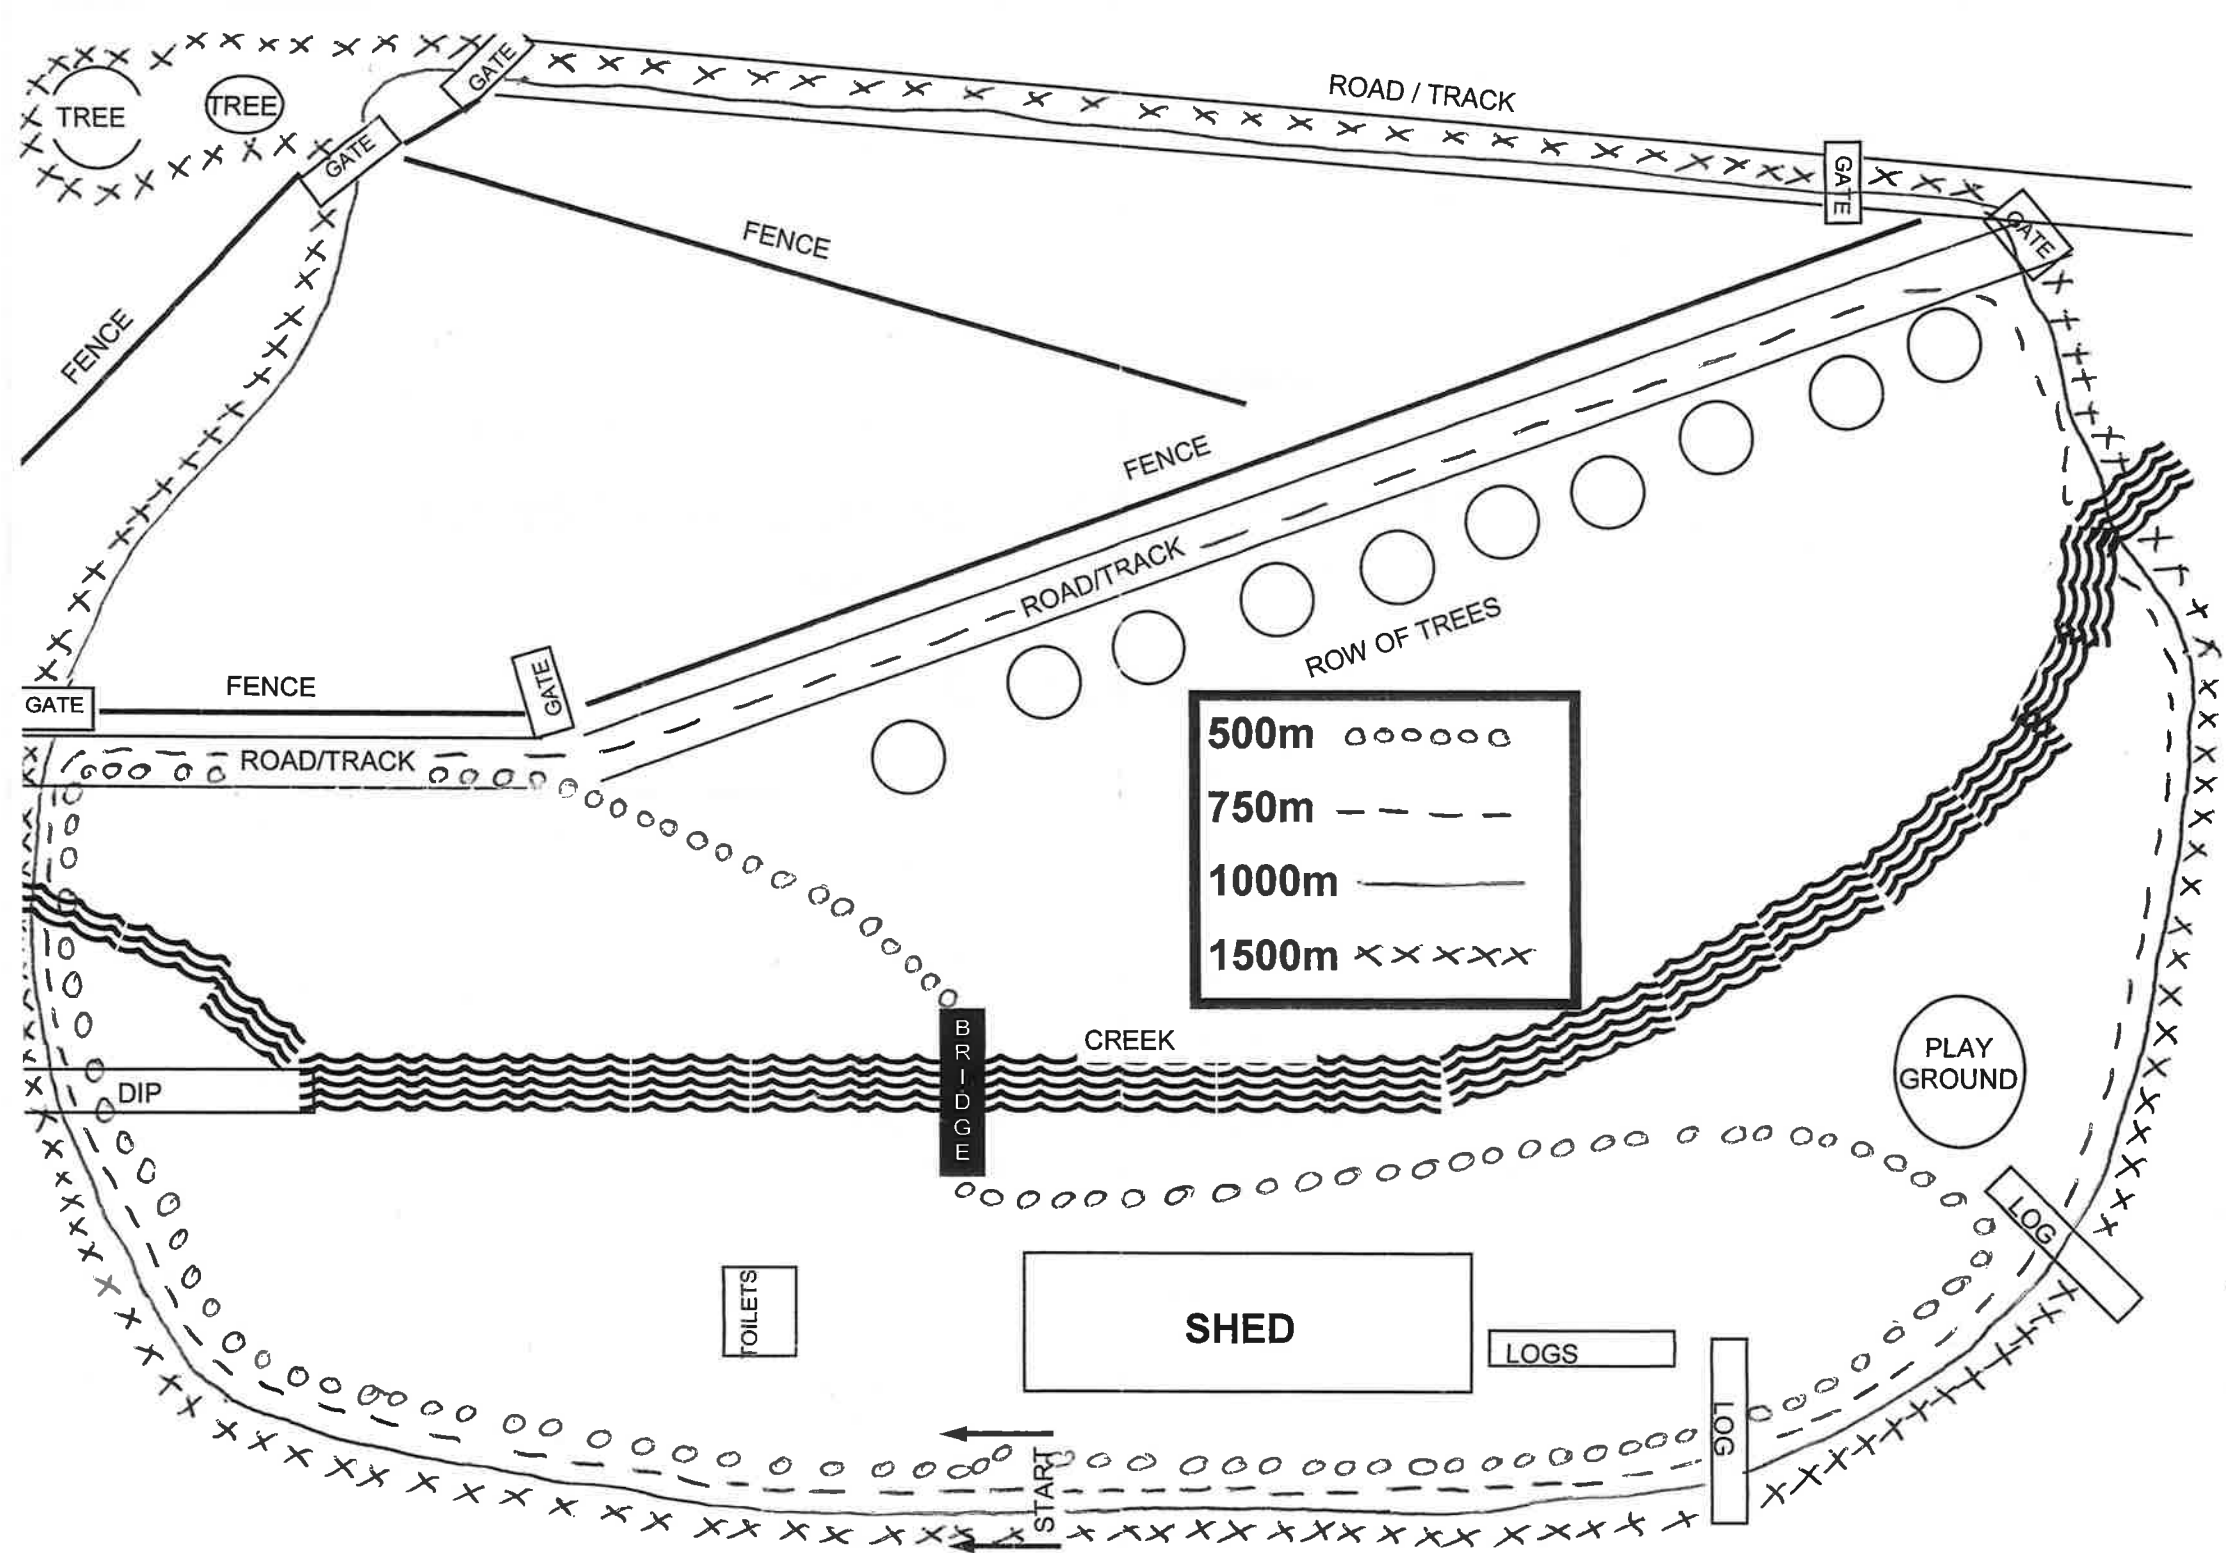 GATE
ROAD / TRACK
TREE
TREE
GATE
GATE
GATE
FENCE
FENCE
FENCE
ROAD/TRACK
ROW OF TREES
GATE
FENCE
GATE
ROAD/TRACK
500m
750m
1000m
1500m
BRIDGE
CREEK
DIP
PLAY
GROUND
LOG
TOILETS
SHED
LOGS
LOG
START